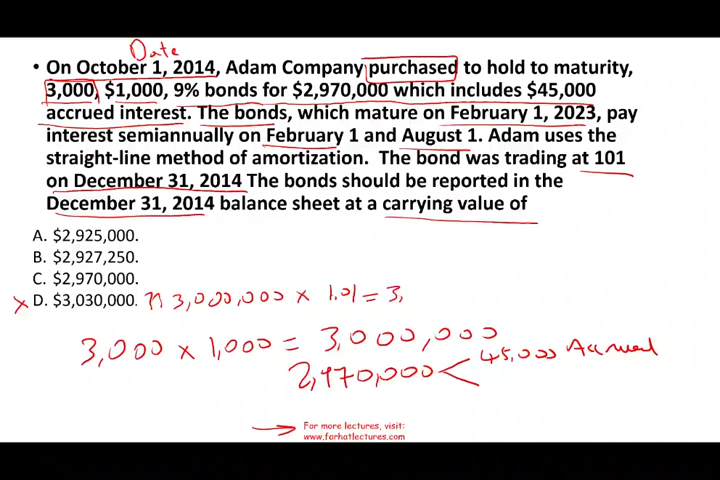 Date
• On October 1, 2014, Adam Company purchased to hold to maturity,
3,000, $1,000, 9% bonds for $2,970,000 which includes $45,000
accrued interest. The bonds, which mature on February 1, 2023, pay
interest semiannually on February 1 and August 1. Adam uses the
straight-line method of amortization. The bond was trading at 101
on December 31, 2014 The bonds should be reported in the
December 31, 2014 balance sheet at a carrying value of
A. $2,925,000.
B. $2,927,250.
C. $2,970,000.
x D. $3,030,000. 3,000,000 x 1.01 = 3,
3,000 x 1,000 = 3,000,000
2,970,000 < 45,000 Accrued
For more lectures, visit:
www.farhatlectures.com